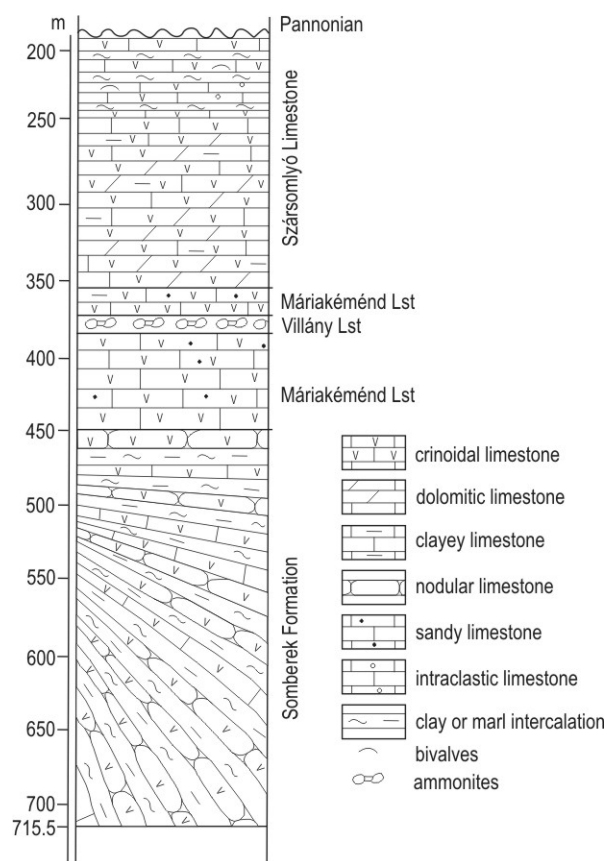 m
Pannonian
200
250
300
350
400
450
500
550
600
650
700
715.5
Szársomlyó Limestone
Máriakéménd Lst
Villány Lst
Máriakéménd Lst
Somberek Formation
crinoidal limestone
dolomitic limestone
clayey limestone
nodular limestone
sandy limestone
intraclastic limestone
clay or marl intercalation
bivalves
ammonites